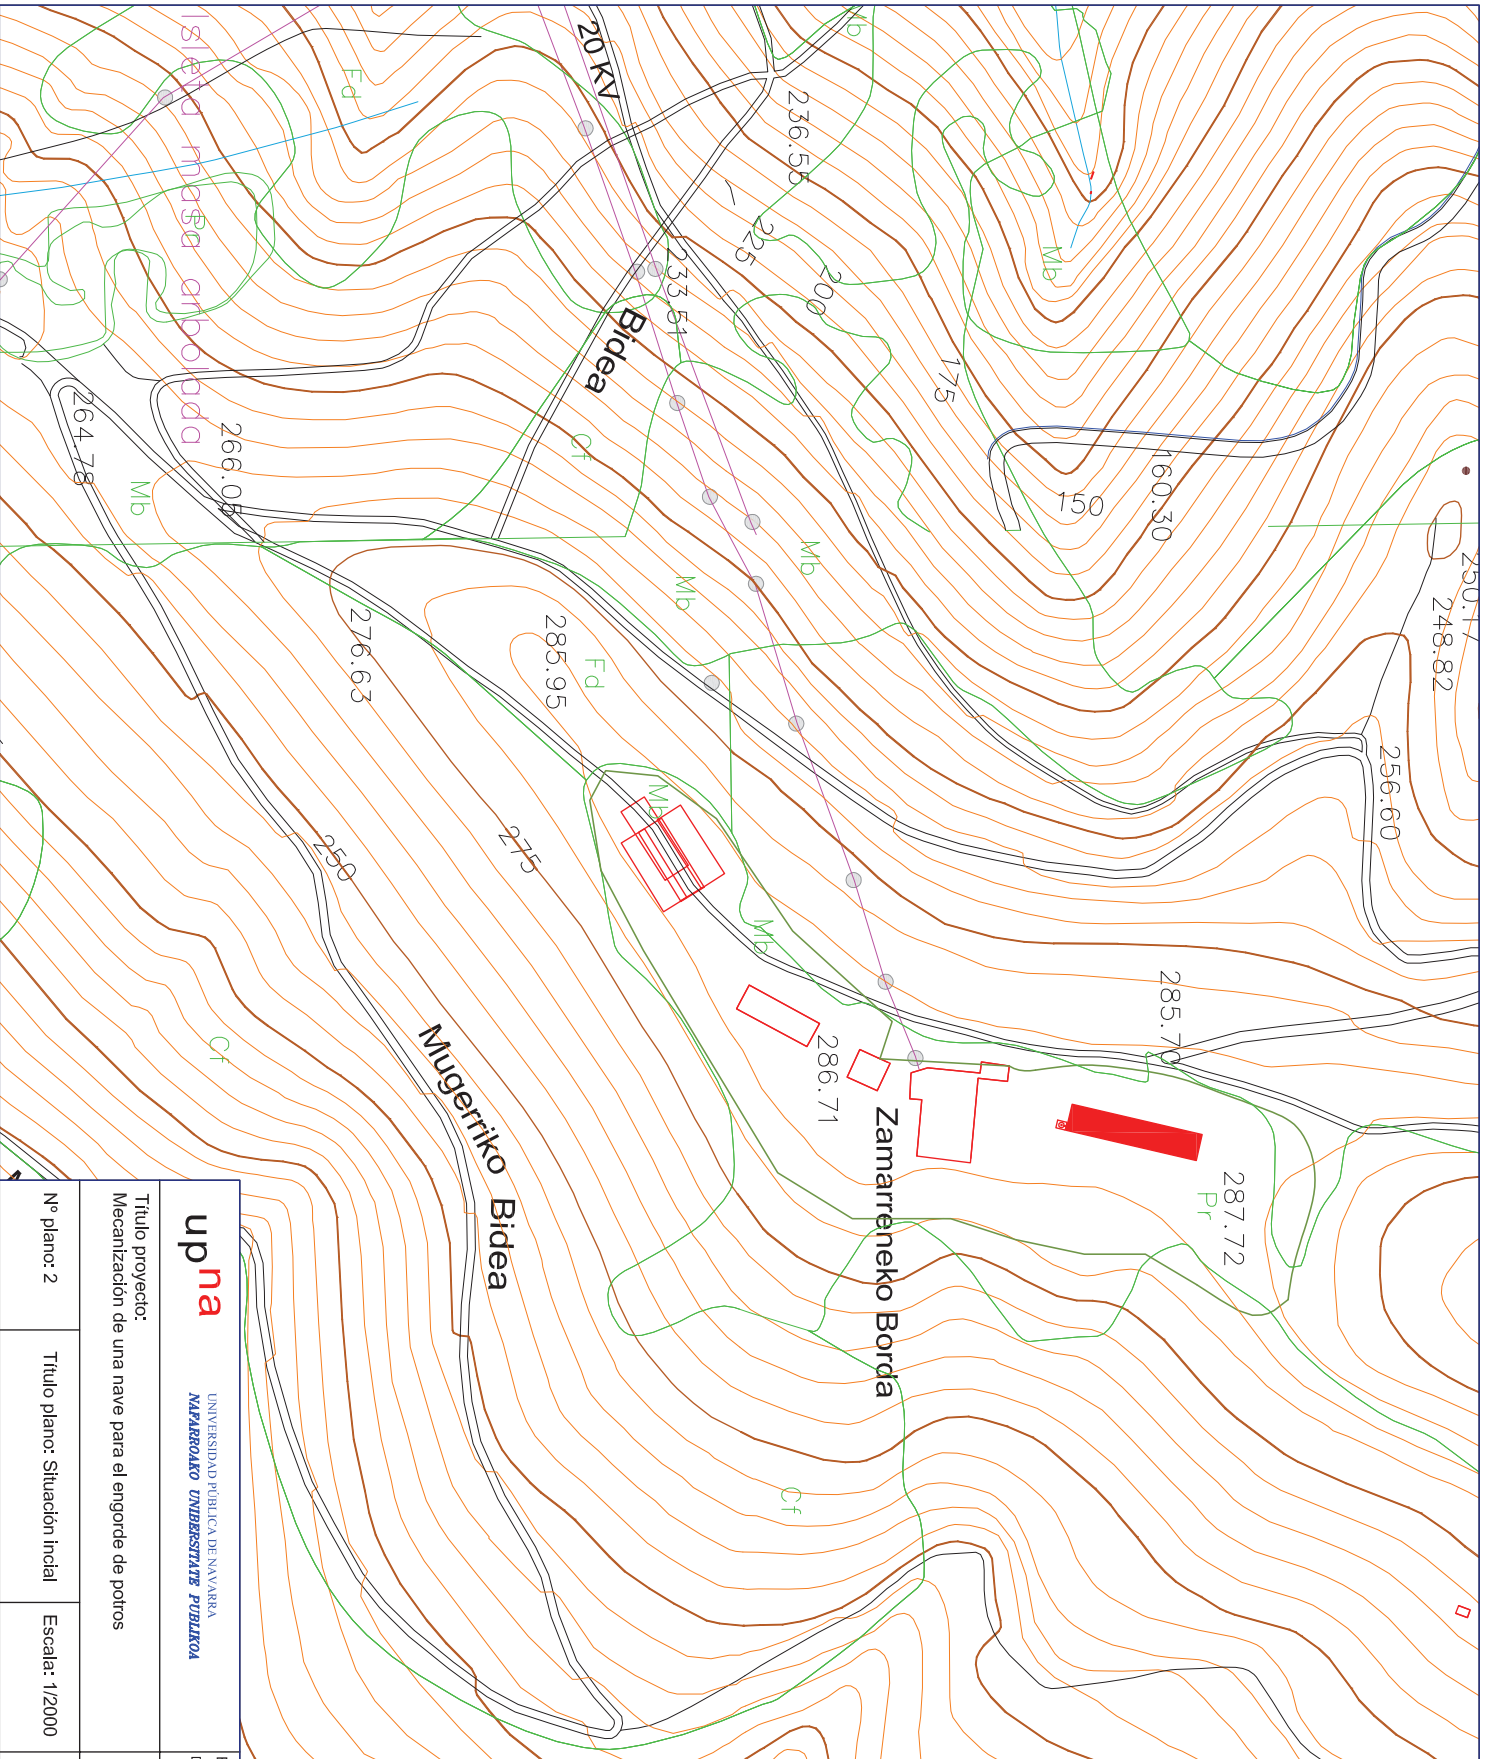 Isleta masa arbolada
Fd
20 KV
Mb
236.55
225
200
175
233.51
Bidea
Cf
Mb
264.78
266.05
Mb
160.30
150
250.17
248.82
256.60
Mb
Mb
276.63
285.95
Fd
Mb
250
275
Mb
285.70
286.71
Zamarreneko Borda
287.72
Pr
Cf
Mugerriko Bidea
Cf
upna
UNIVERSIDAD PÚBLICA DE NAVARRA
NAFARROAKO UNIBERTSITATE PUBLIKOA
Título proyecto:
Mecanización de una nave para el engorde de potros
Nº plano: 2
Título plano: Situación incial
Escala: 1/2000